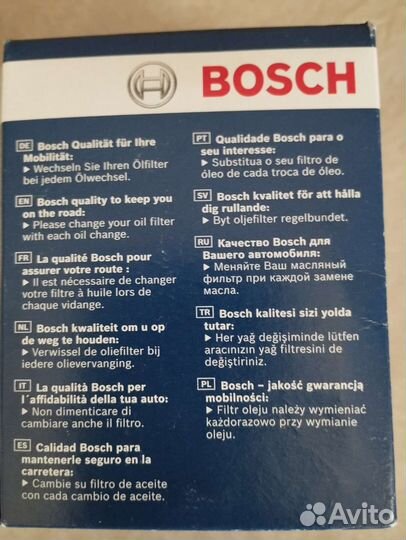 BOSCH
DE Bosch Qualität für Ihre
Mobilität:
► Wechseln Sie Ihren Ölfilter
bei jedem Ölwechsel.
EN Bosch quality to keep you
on the road:
► Please change your oil filter
with each oil change.
FR La qualité Bosch pour
assurer votre route :
► Il est nécessaire de changer
votre filtre à huile lors de
chaque vidange.
NL Bosch kwaliteit om u op
de weg te houden:
► Verwissel de oliefilter bij
iedere olievervanging.
IT La qualità Bosch per
l´affidabilità della tua auto:
► Non dimenticare di
cambiare anche il filtro.
ES Calidad Bosch para
mantenerle seguro en la
carretera:
► Cambie su filtro de aceite
con cada cambio de aceite.
PT Qualidade Bosch para o
seu interesse:
► Substitua o seu filtro de
óleo de cada troca de óleo.
SV Bosch kvalitet för att hålla
dig rullande:
► Byt oljefilter regelbundet.
RU Качество Bosch для
Вашего автомобиля:
► Меняйте Ваш масляный
фильтр при каждой замене
масла.
TR Bosch kalitesi sizi yolda
tutar:
► Her yağ değişiminde lütfen
aracınızın yağ filtresini de
değiştiriniz.
PL Bosch – jakość gwarancją
mobilności:
► Filtr oleju należy wymieniać
każdorazowo przy wymianie
oleju.
Avito